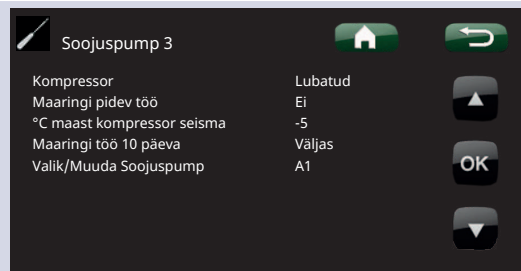 Soojuspump 3
Kompressor Lubatud
Maaringi pidev töö Ei
°C maast kompressor seisma -5
Maaringi töö 10 päeva Väljas
Valik/Muuda Soojuspump A1
OK